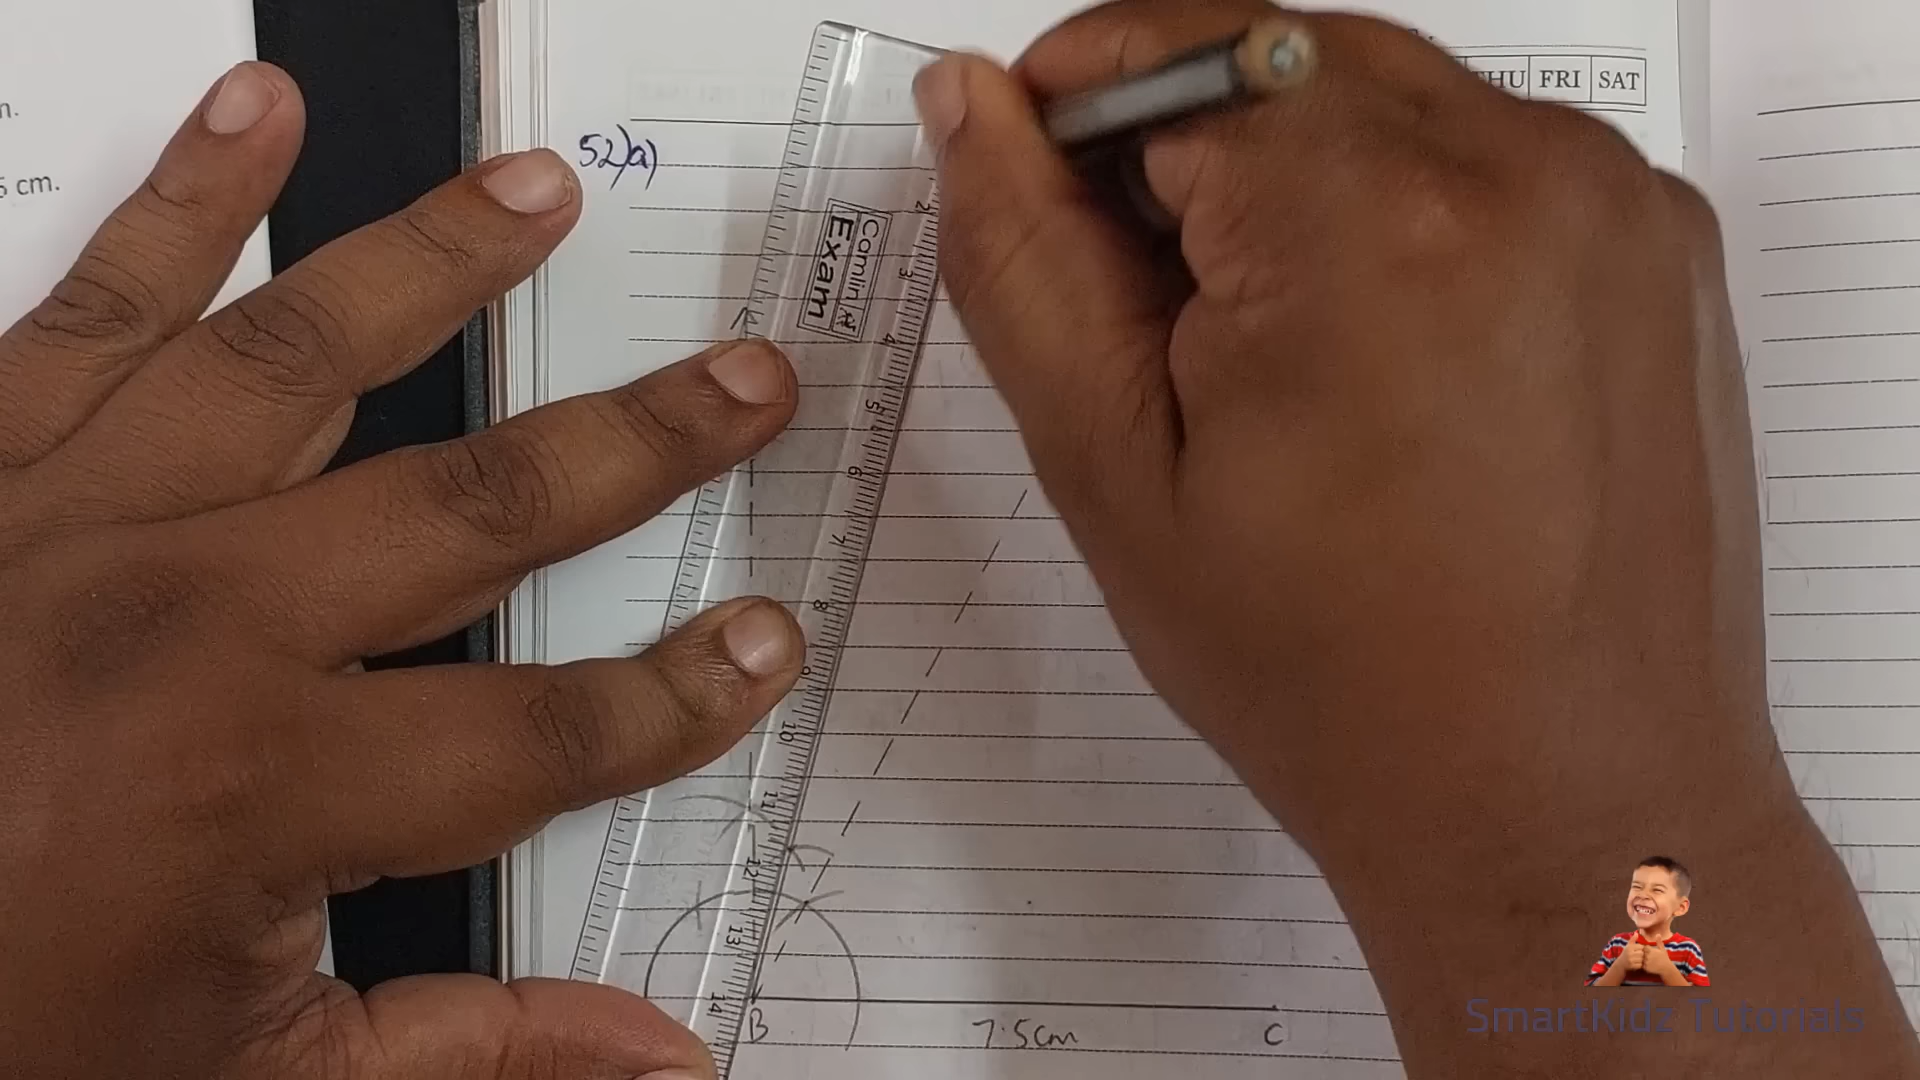 m.
5 cm.
THU FRI SAT
52)a)
Camlin
Exam
2
3
4
5
6
7
8
9
10
11
12
13
14
B
7.5cm
C
SmartKidz Tutorials